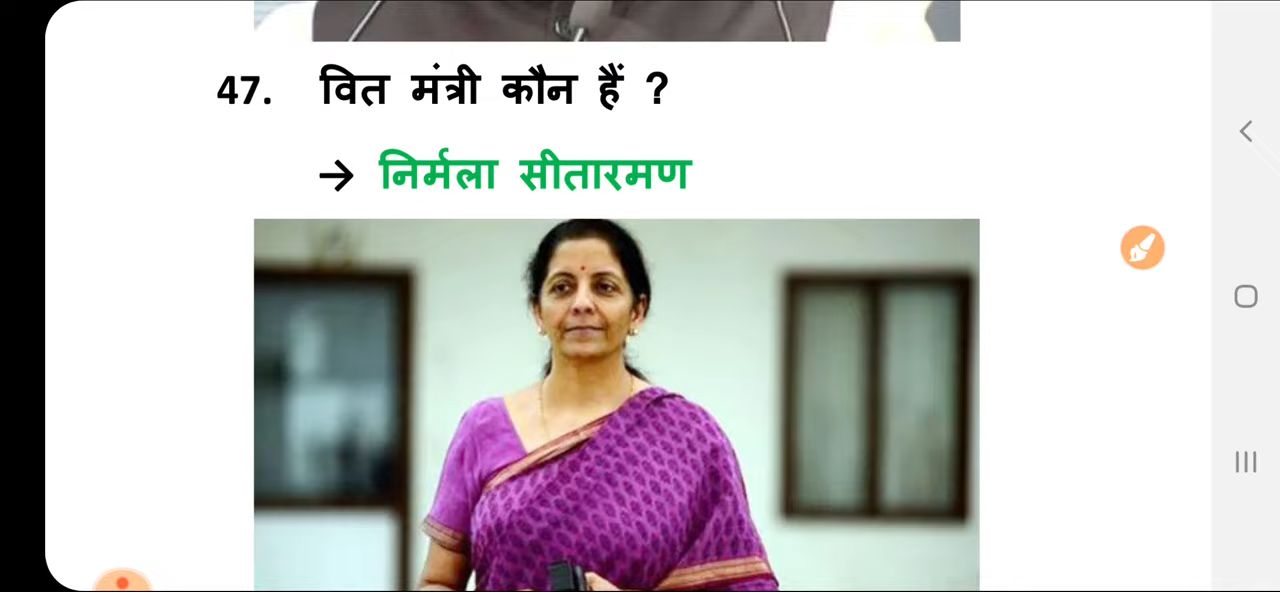 47. वित मंत्री कौन हैं ?
→ निर्मला सीतारमण